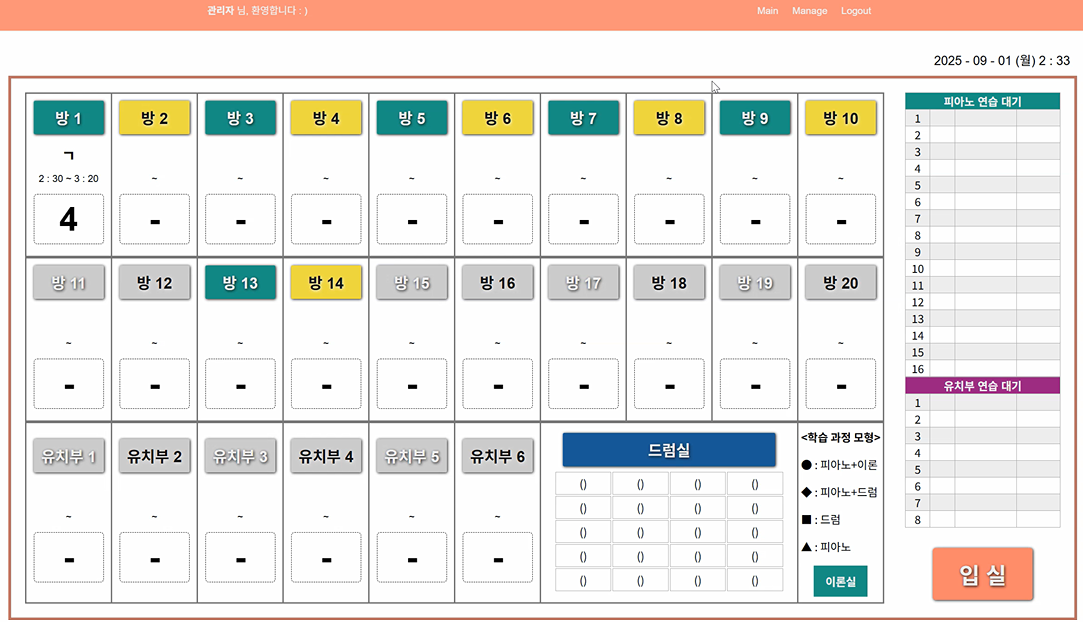 관리자 님, 환영합니다 : )
Main Manage Logout
2025 - 09 - 01 (월) 2 : 33
방 1 방 2 방 3 방 4 방 5 방 6 방 7 방 8 방 9 방 10
ㄱ
2 : 30 ~ 3 : 20 ~ ~ ~ ~ ~ ~ ~ ~ ~
4 - - - - - - - - -
방 11 방 12 방 13 방 14 방 15 방 16 방 17 방 18 방 19 방 20
~ ~ ~ ~ ~ ~ ~ ~ ~ ~
- - - - - - - - - -
유치부 1 유치부 2 유치부 3 유치부 4 유치부 5 유치부 6
~ ~ ~ ~ ~ ~
- - - - - -
드럼실
() () () ()
() () () ()
() () () ()
() () () ()
() () () ()
<학습 과정 모형>
● : 피아노+이론
◆ : 피아노+드럼
■ : 드럼
▲ : 피아노
이론실
피아노 연습 대기
1
2
3
4
5
6
7
8
9
10
11
12
13
14
15
16
유치부 연습 대기
1
2
3
4
5
6
7
8
입 실